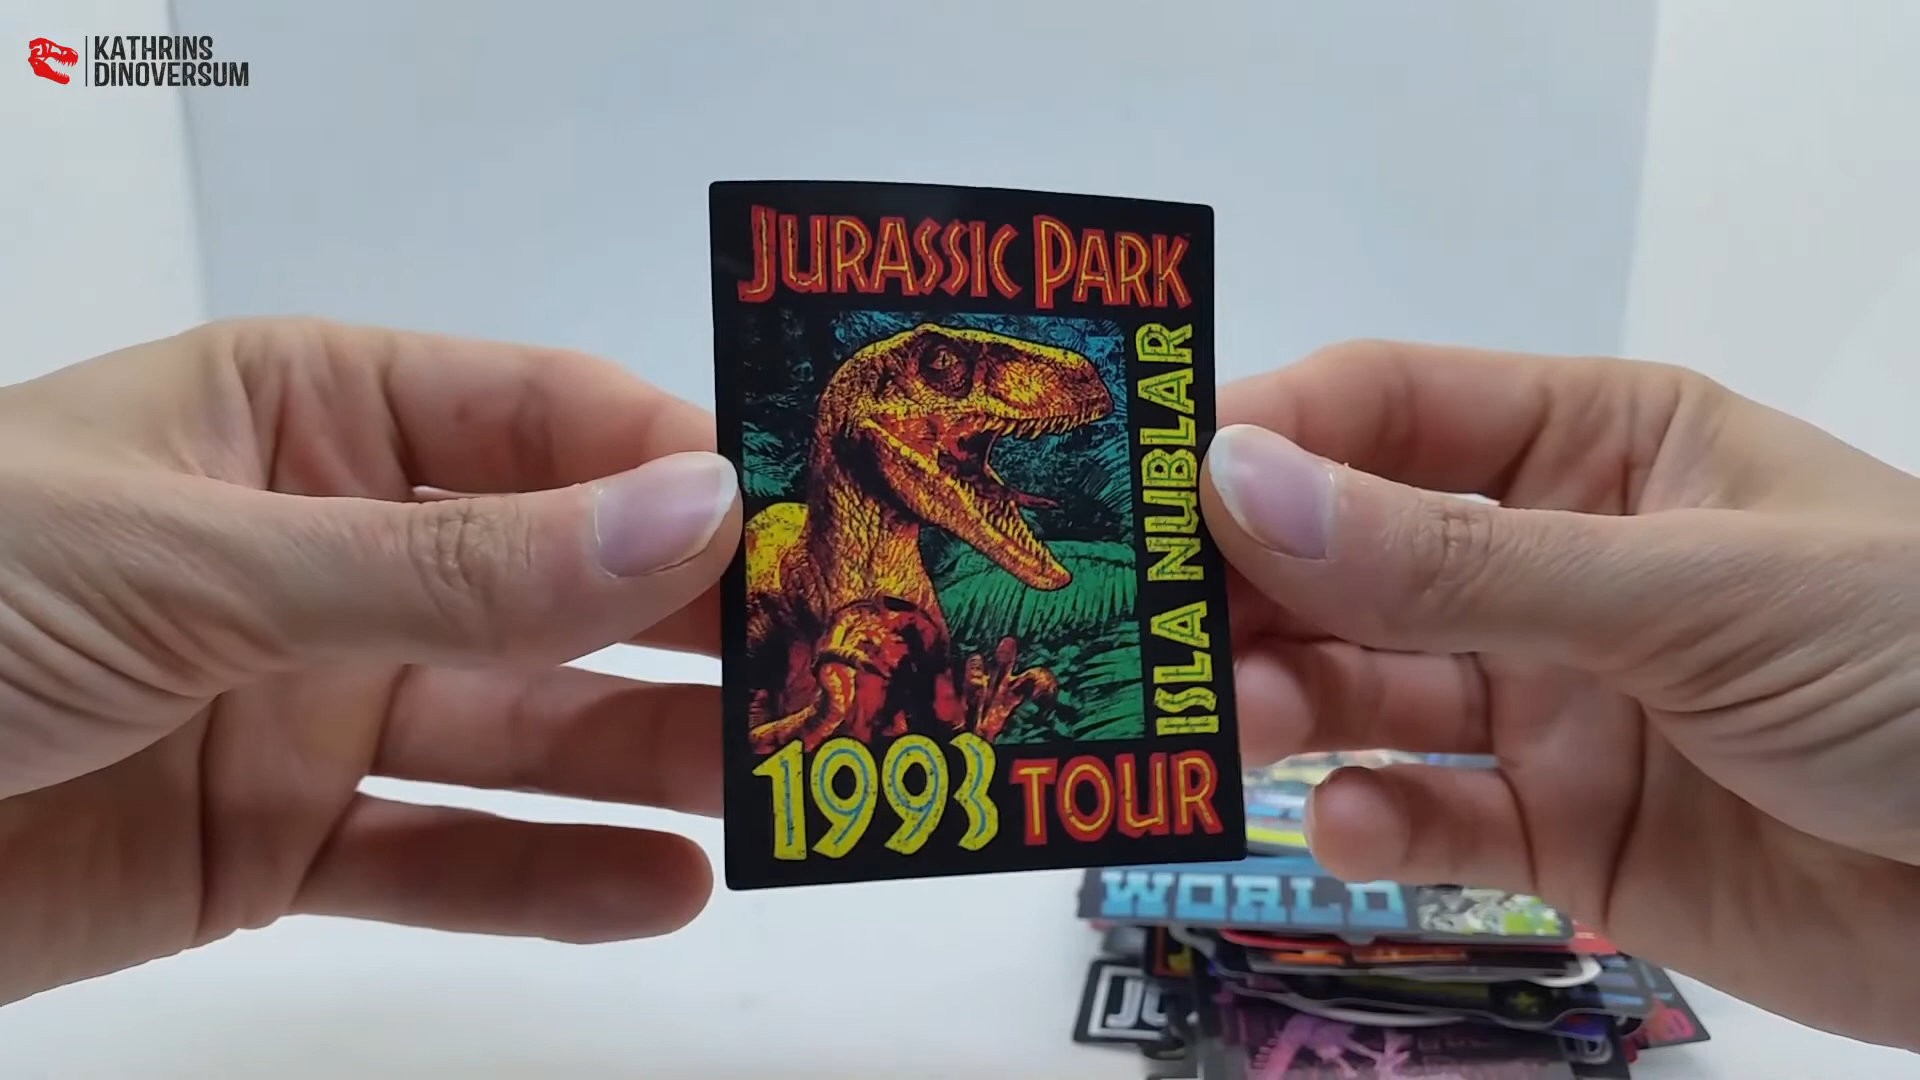 KATHRINS
DINOVERSUM
JURASSIC PARK
ISLA NUBLAR
1993 TOUR
WORLD